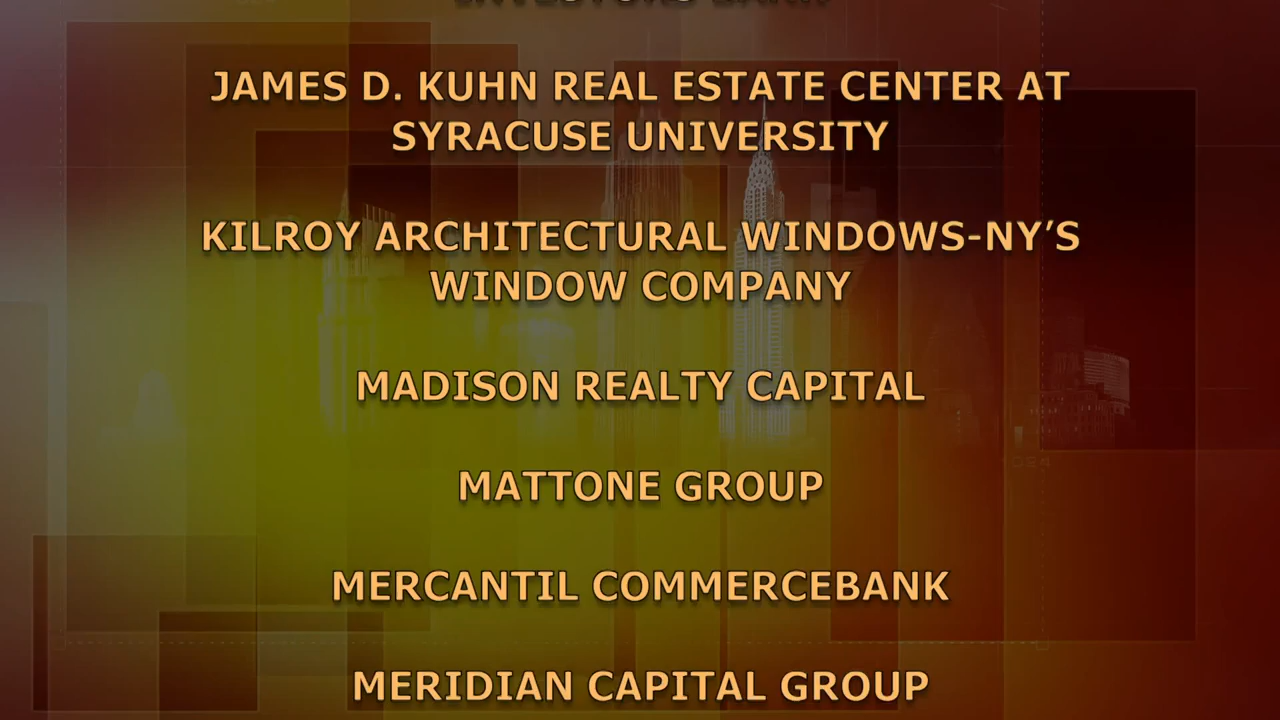 JAMES D. KUHN REAL ESTATE CENTER AT
SYRACUSE UNIVERSITY
KILROY ARCHITECTURAL WINDOWS-NY’S
WINDOW COMPANY
MADISON REALTY CAPITAL
MATTONE GROUP
MERCANTIL COMMERCEBANK
MERIDIAN CAPITAL GROUP